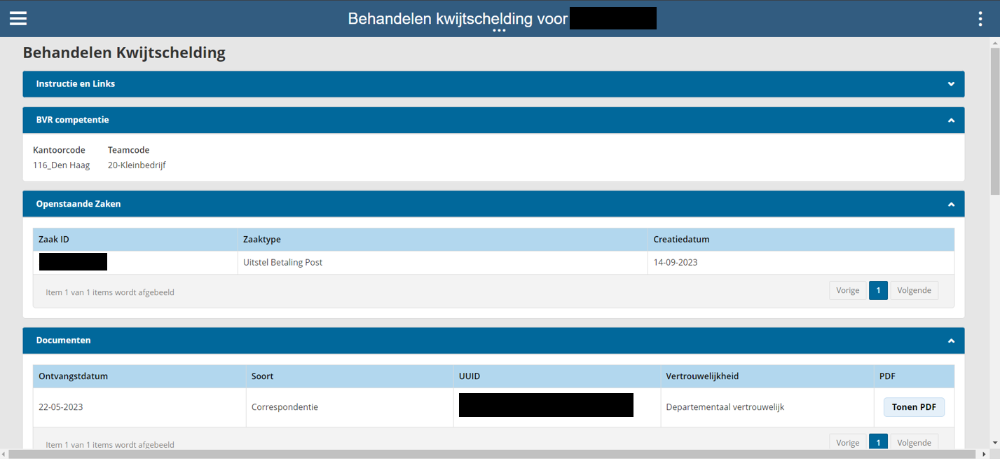 Behandelen kwijtschelding voor
Behandelen Kwijtschelding
Instructie en Links
BVR competentie
Kantoorcode Teamcode
116_Den Haag 20-Kleinbedrijf
Openstaande Zaken
Zaak ID Zaaktype Creatiedatum
Uitstel Betaling Post 14-09-2023
Item 1 van 1 items wordt afgebeeld Vorige 1 Volgende
Documenten
Ontvangstdatum Soort UUID Vertrouwelijkheid PDF
22-05-2023 Correspondentie Departementaal vertrouwelijk Tonen PDF
Item 1 van 1 items wordt afgebeeld Vorige 1 Volgende